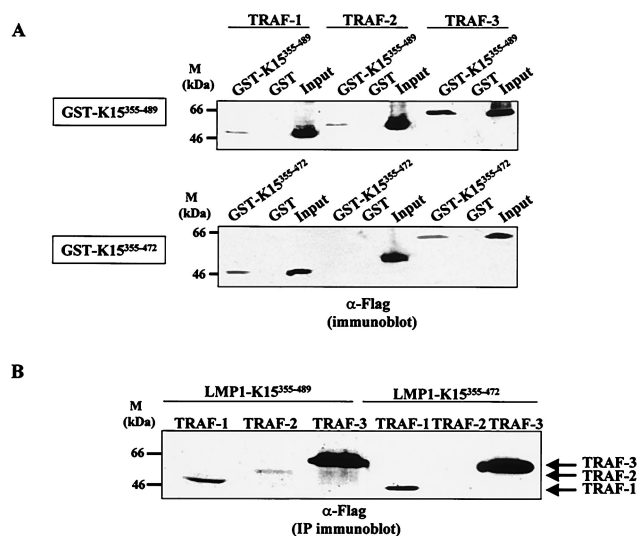 A
TRAF-1 TRAF-2 TRAF-3
M
(kDa)
GST-K15355-489 GST Input GST-K15355-489 GST Input GST-K15355-489 GST Input
GST-K15355-489
66
46
M
(kDa)
GST-K15355-472 GST Input GST-K15355-472 GST Input GST-K15355-472 GST Input
GST-K15355-472
66
46
α-Flag
(immunoblot)
B
LMP1-K15355-489 LMP1-K15355-472
M
(kDa)
TRAF-1 TRAF-2 TRAF-3 TRAF-1 TRAF-2 TRAF-3
66
46
TRAF-3
TRAF-2
TRAF-1
α-Flag
(IP immunoblot)